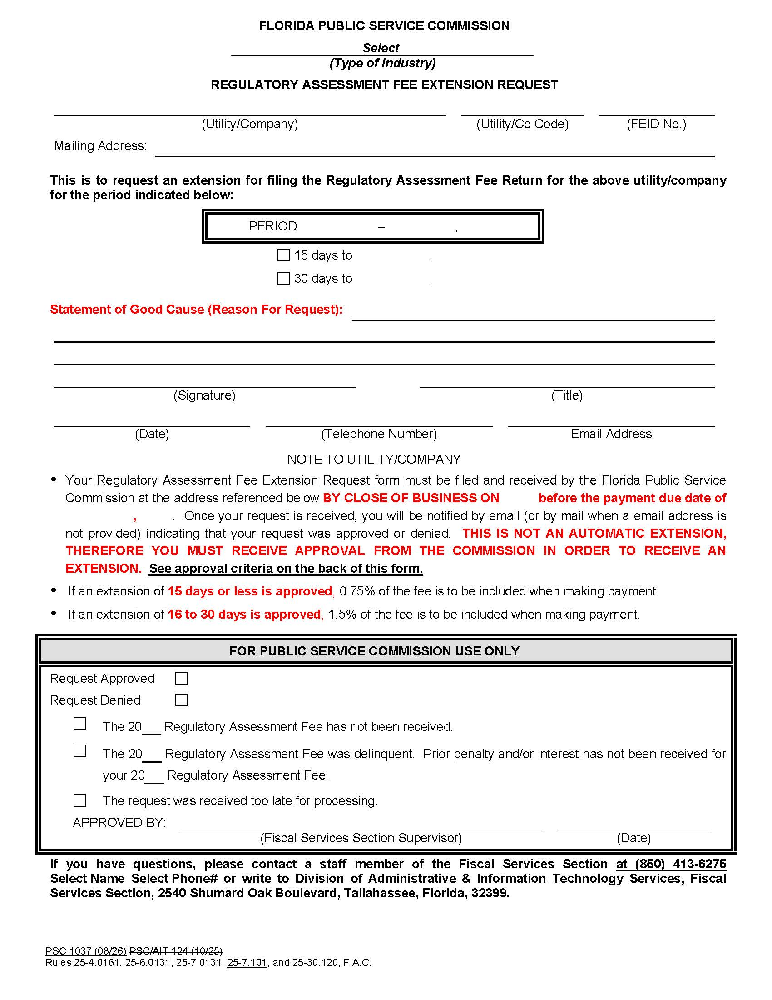 FLORIDA PUBLIC SERVICE COMMISSION
Select
(Type of Industry)
REGULATORY ASSESSMENT FEE EXTENSION REQUEST
(Utility/Company) (Utility/Co Code) (FEID No.)
Mailing Address:
This is to request an extension for filing the Regulatory Assessment Fee Return for the above utility/company
for the period indicated below:
PERIOD – ,
15 days to ,
30 days to ,
Statement of Good Cause (Reason For Request):
(Signature) (Title)
(Date) (Telephone Number) Email Address
NOTE TO UTILITY/COMPANY
• Your Regulatory Assessment Fee Extension Request form must be filed and received by the Florida Public Service
Commission at the address referenced below BY CLOSE OF BUSINESS ON before the payment due date of
, . Once your request is received, you will be notified by email (or by mail when a email address is
not provided) indicating that your request was approved or denied. THIS IS NOT AN AUTOMATIC EXTENSION,
THEREFORE YOU MUST RECEIVE APPROVAL FROM THE COMMISSION IN ORDER TO RECEIVE AN
EXTENSION. See approval criteria on the back of this form.
• If an extension of 15 days or less is approved, 0.75% of the fee is to be included when making payment.
• If an extension of 16 to 30 days is approved, 1.5% of the fee is to be included when making payment.
FOR PUBLIC SERVICE COMMISSION USE ONLY
Request Approved
Request Denied
The 20___ Regulatory Assessment Fee has not been received.
The 20___ Regulatory Assessment Fee was delinquent. Prior penalty and/or interest has not been received for
your 20___ Regulatory Assessment Fee.
The request was received too late for processing.
APPROVED BY:
(Fiscal Services Section Supervisor) (Date)
If you have questions, please contact a staff member of the Fiscal Services Section at (850) 413-6275
Select Name Select Phone# or write to Division of Administrative & Information Technology Services, Fiscal
Services Section, 2540 Shumard Oak Boulevard, Tallahassee, Florida, 32399.
PSC 1037 (08/26) PSC/AIT 124 (10/25)
Rules 25-4.0161, 25-6.0131, 25-7.0131, 25-7.101, and 25-30.120, F.A.C.